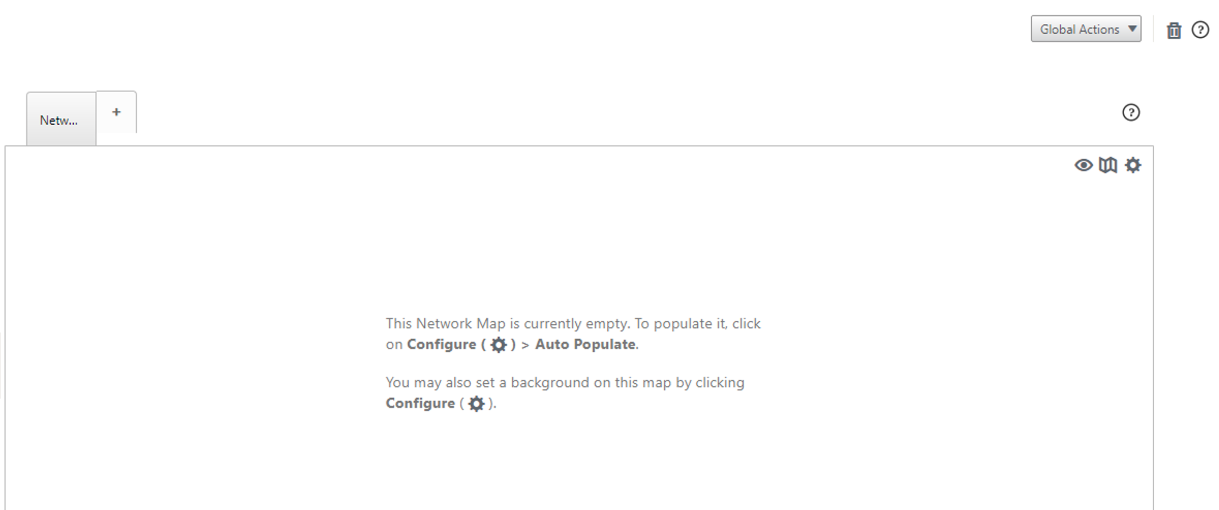 Global Actions
Netw...
+
This Network Map is currently empty. To populate it, click
on Configure ( ) > Auto Populate.
You may also set a background on this map by clicking
Configure ( ).